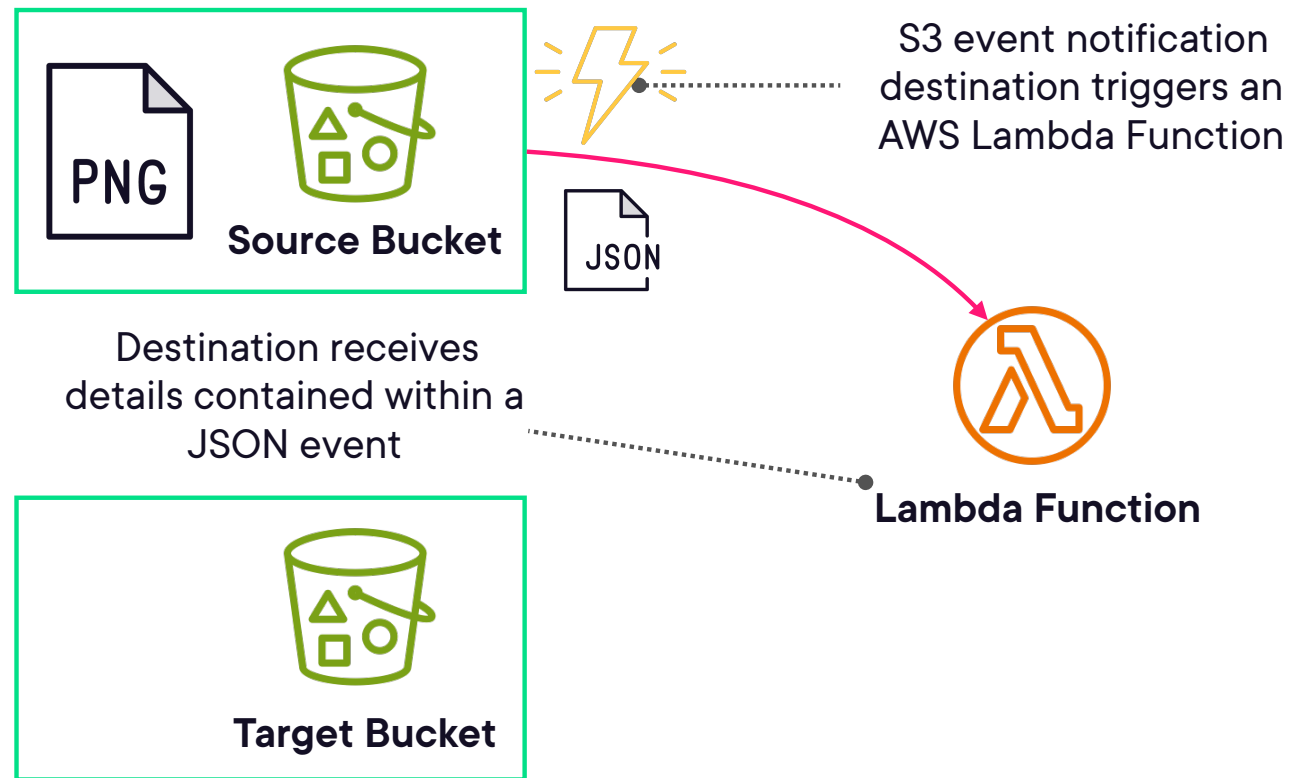 S3 event notification
destination triggers an
AWS Lambda Function
PNG
Source Bucket
JSON
Destination receives
details contained within a
JSON event
Lambda Function
Target Bucket